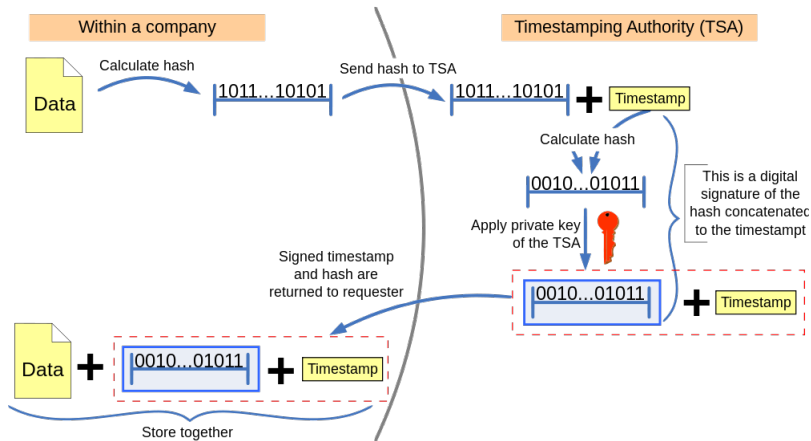 Within a company
Timestamping Authority (TSA)
Data
Calculate hash
1011...10101
Send hash to TSA
1011...10101
Timestamp
Calculate hash
0010...01011
This is a digital
signature of the
hash concatenated
to the timestampt
Apply private key
of the TSA
Signed timestamp
and hash are
returned to requester
0010...01011
Timestamp
Data
0010...01011
Timestamp
Store together